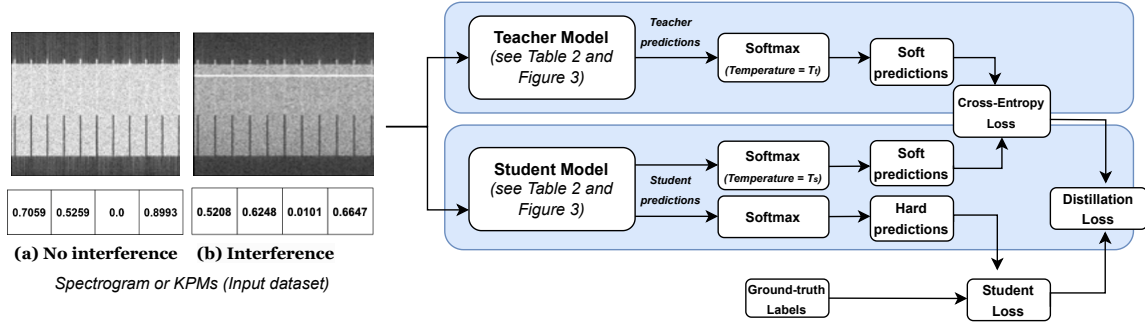 0.7059 0.5259 0.0 0.8993
0.5208 0.6248 0.0101 0.6647
(a) No interference
(b) Interference
Spectrogram or KPMs (Input dataset)
Teacher Model
(see Table 2 and
Figure 3)
Teacher
predictions
Softmax
(Temperature = Tt)
Soft
predictions
Cross-Entropy
Loss
Student Model
(see Table 2 and
Figure 3)
Student
predictions
Softmax
(Temperature = Ts)
Soft
predictions
Softmax
Hard
predictions
Distillation
Loss
Ground-truth
Labels
Student
Loss